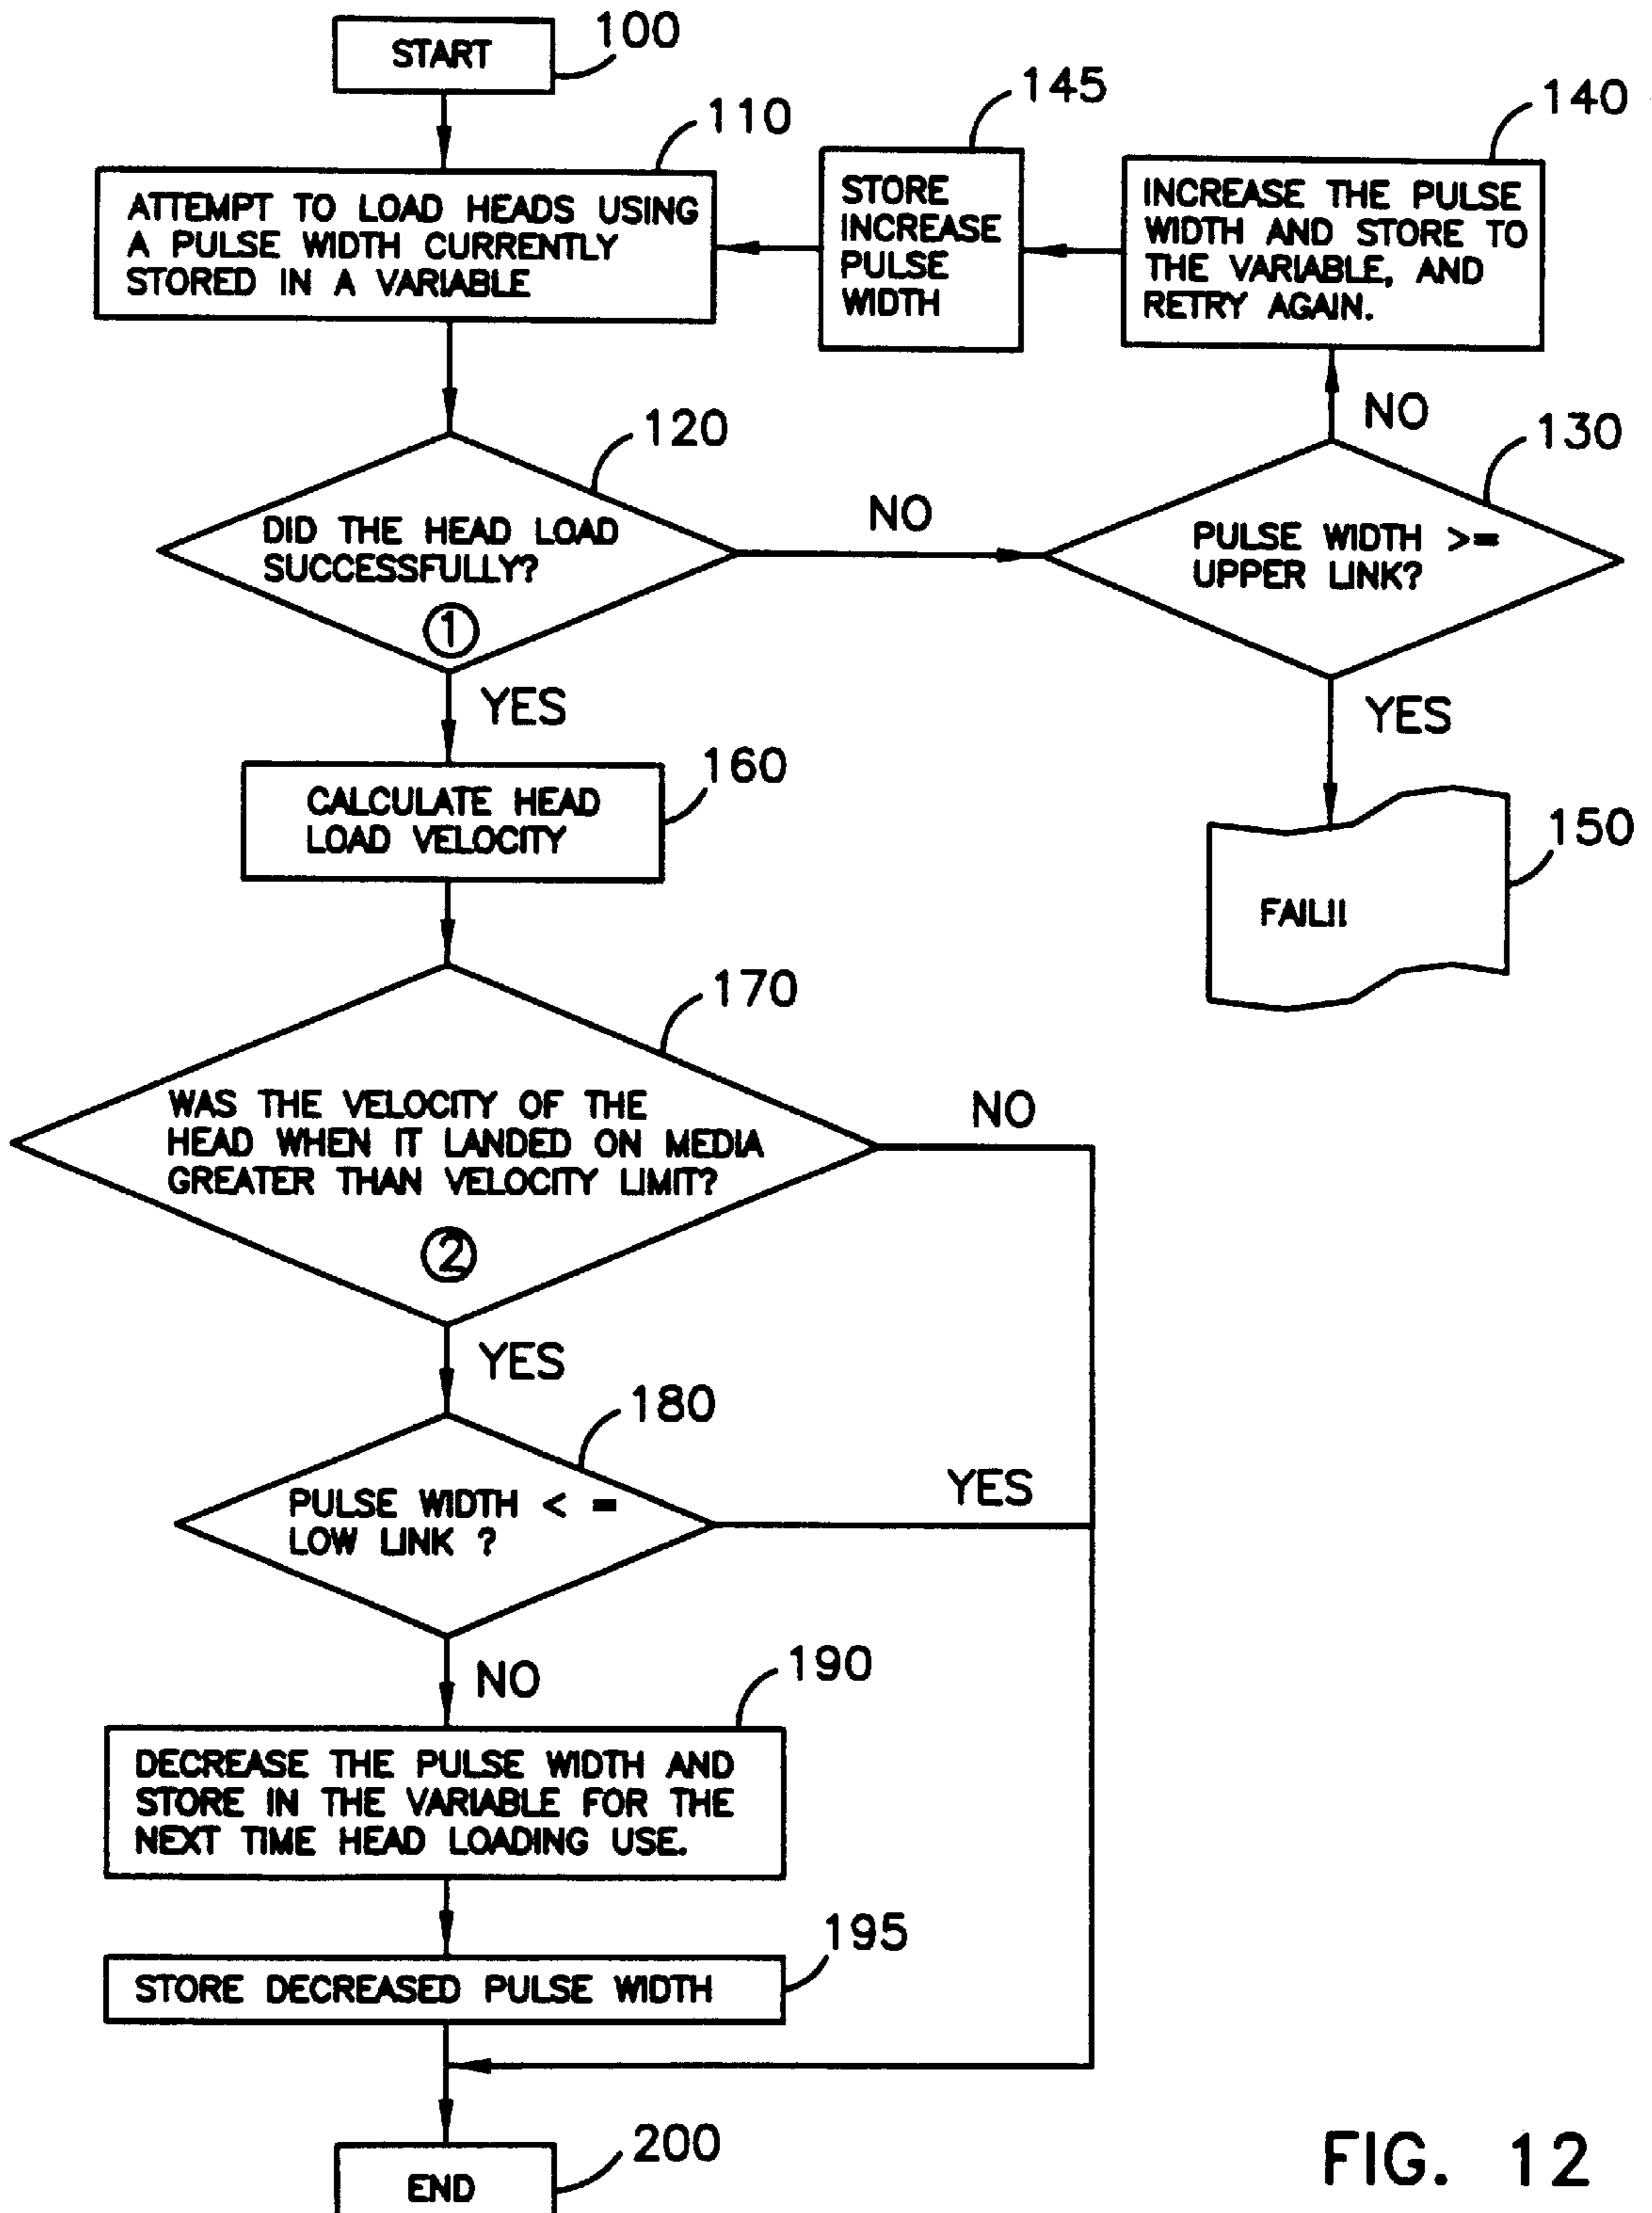 START
100
110
ATTEMPT TO LOAD HEADS USING
A PULSE WIDTH CURRENTLY
STORED IN A VARIABLE
145
STORE
INCREASE
PULSE
WIDTH
140
INCREASE THE PULSE
WIDTH AND STORE TO
THE VARIABLE, AND
RETRY AGAIN.
120
DID THE HEAD LOAD
SUCCESSFULLY?
①
NO
NO
130
PULSE WIDTH >=
UPPER LINK?
YES
YES
150
FAIL!!
160
CALCULATE HEAD
LOAD VELOCITY
170
WAS THE VELOCITY OF THE
HEAD WHEN IT LANDED ON MEDIA
GREATER THAN VELOCITY LIMIT?
②
NO
YES
180
PULSE WIDTH < =
LOW LINK ?
YES
NO
190
DECREASE THE PULSE WIDTH AND
STORE IN THE VARIABLE FOR THE
NEXT TIME HEAD LOADING USE.
195
STORE DECREASED PULSE WIDTH
200
END
FIG. 12